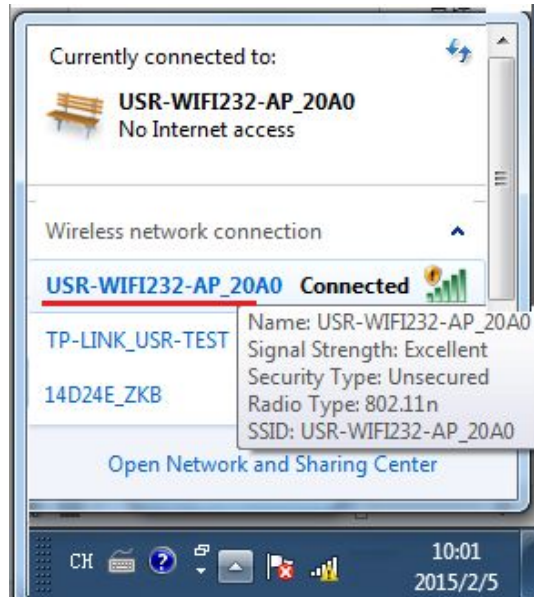 Currently connected to:
USR-WIFI232-AP_20A0
No Internet access
Wireless network connection
USR-WIFI232-AP_20A0 Connected
TP-LINK_USR-TEST
14D24E_ZKB
Name: USR-WIFI232-AP_20A0
Signal Strength: Excellent
Security Type: Unsecured
Radio Type: 802.11n
SSID: USR-WIFI232-AP_20A0
Open Network and Sharing Center
CH
10:01
2015/2/5